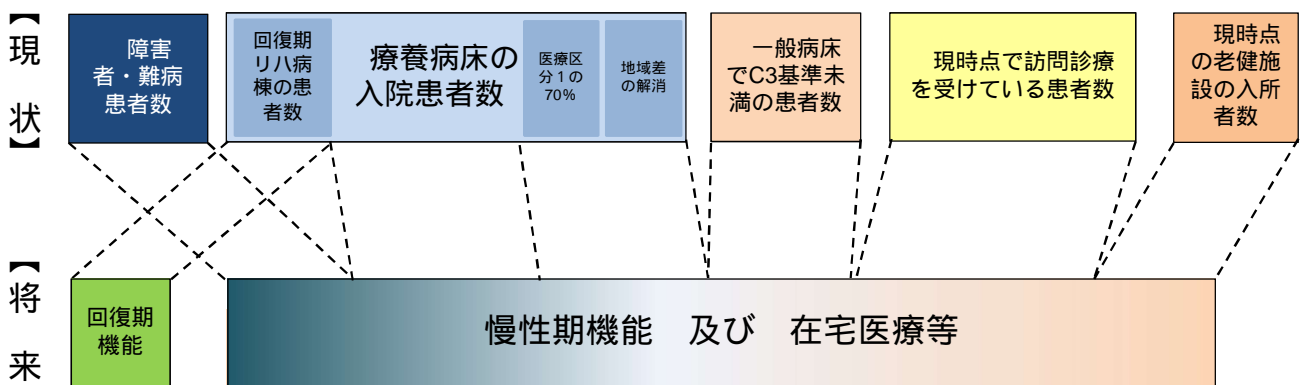 【現状】
障害
者・難病
患者数
回復期
リハ病
棟の患
者数
療養病床の
入院患者数
医療区
分1の
70%
地域差
の解消
一般病床
でC3基準未
満の患者数
現時点で訪問診療
を受けている患者数
現時点
の老健施
設の入所
者数
【将来
回復期
機能
慢性期機能　及び　在宅医療等